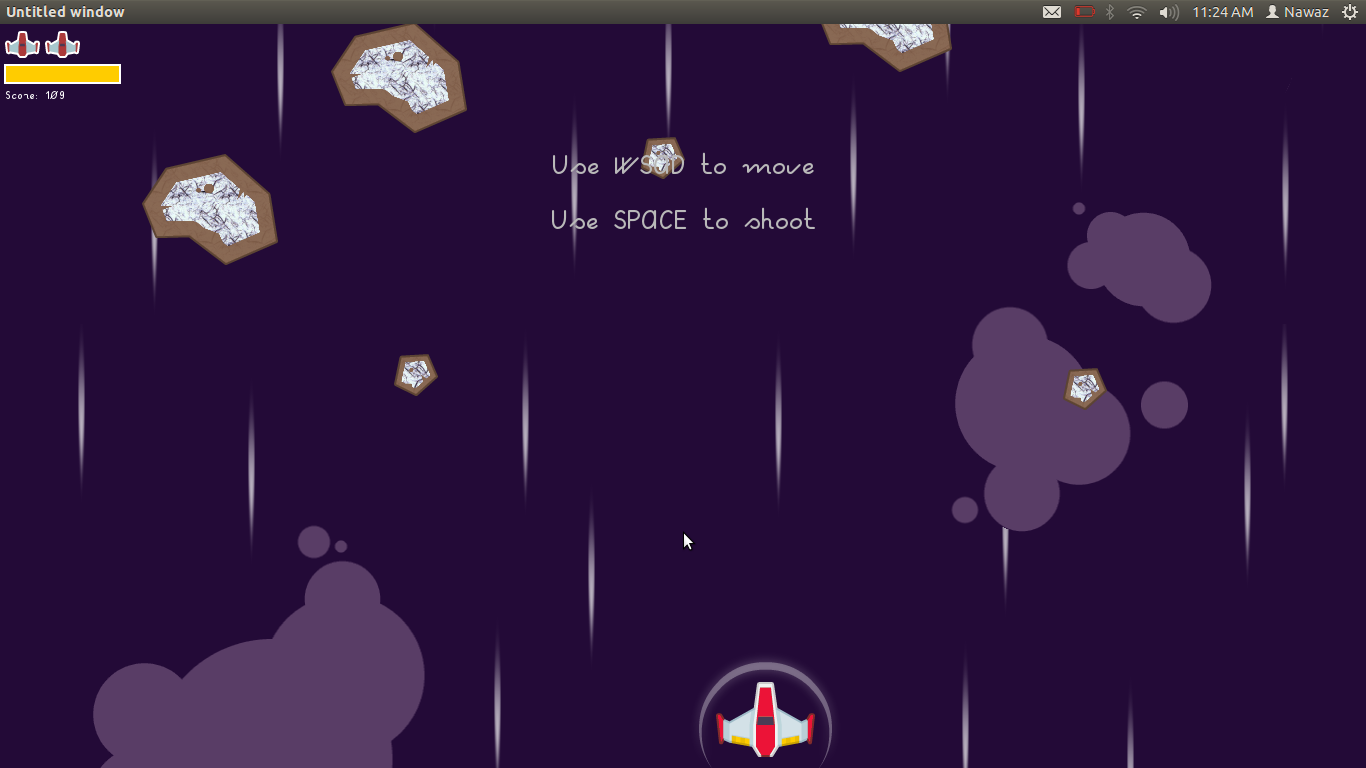 Untitled window
11:24 AM Nawaz
Score: 109
Use WSAD to move
Use SPACE to shoot